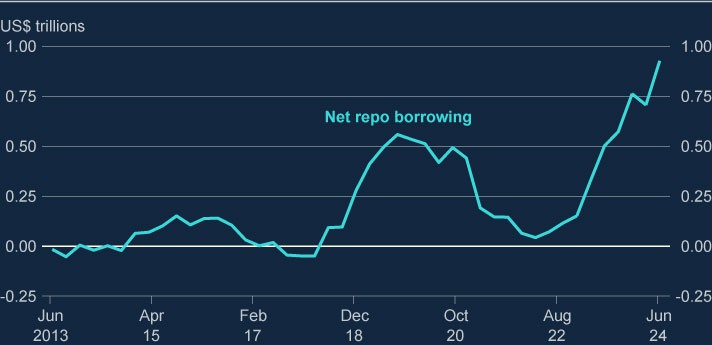 US$ trillions
1.00 1.00
0.75 0.75
Net repo borrowing
0.50 0.50
0.25 0.25
0.00 0.00
-0.25 -0.25
Jun Apr Feb Dec Oct Aug Jun
2013 15 17 18 20 22 24